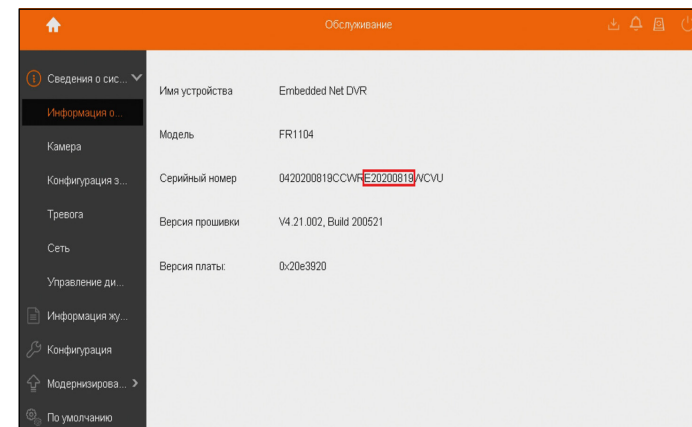 Обслуживание
Сведения о сис...
Информация о...
Камера
Конфигурация э...
Тревога
Сеть
Управление ди...
Информация жу...
Конфигурация
Модернизирова...
По умолчанию
Имя устройства Embedded Net DVR
Модель FR1104
Серийный номер 0420200819CCWRE20200819WCVU
Версия прошивки V4.21.002, Build 200521
Версия платы: 0x20e3920